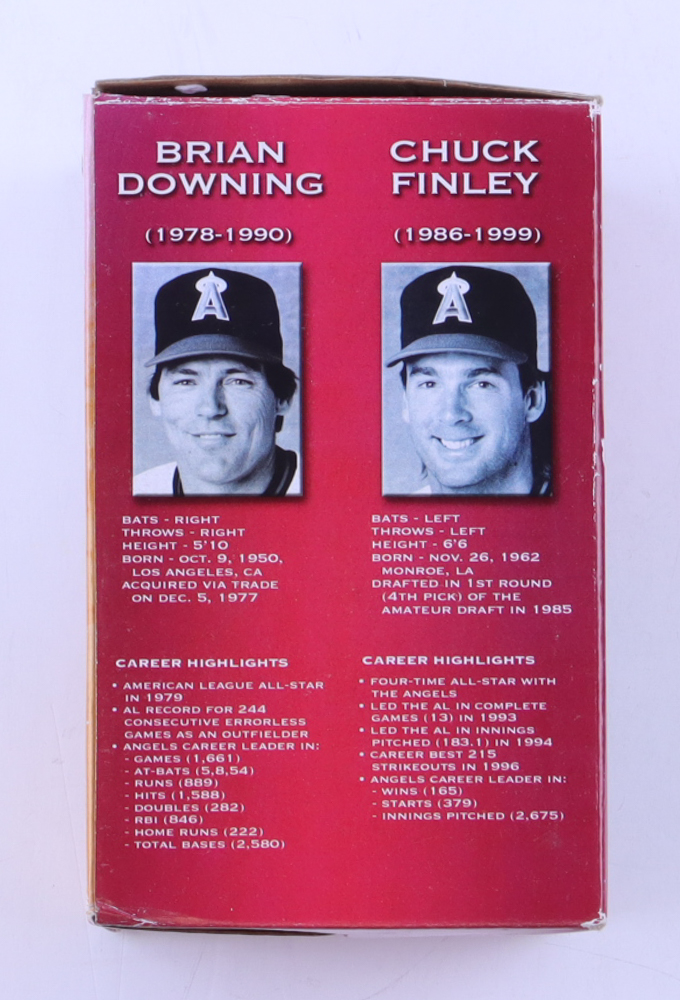 BRIAN
DOWNING
(1978-1990)
A
BATS - RIGHT
THROWS - RIGHT
HEIGHT - 5'10
BORN - OCT. 9, 1950,
LOS ANGELES, CA
ACQUIRED VIA TRADE
ON DEC. 5, 1977
CAREER HIGHLIGHTS
• AMERICAN LEAGUE ALL-STAR
IN 1979
• AL RECORD FOR 244
CONSECUTIVE ERRORLESS
GAMES AS AN OUTFIELDER
• ANGELS CAREER LEADER IN:
- GAMES (1,661)
- AT-BATS (5,8,54)
- RUNS (889)
- HITS (1,588)
- DOUBLES (282)
- RBI (846)
- HOME RUNS (222)
- TOTAL BASES (2,580)
CHUCK
FINLEY
(1986-1999)
A
BATS - LEFT
THROWS - LEFT
HEIGHT - 6'6
BORN - NOV. 26, 1962
MONROE, LA
DRAFTED IN 1ST ROUND
(4TH PICK) OF THE
AMATEUR DRAFT IN 1985
CAREER HIGHLIGHTS
• FOUR-TIME ALL-STAR WITH
THE ANGELS
• LED THE AL IN COMPLETE
GAMES (13) IN 1993
• LED THE AL IN INNINGS
PITCHED (183.1) IN 1994
• CAREER BEST 215
STRIKEOUTS IN 1996
• ANGELS CAREER LEADER IN:
- WINS (165)
- STARTS (379)
- INNINGS PITCHED (2,675)